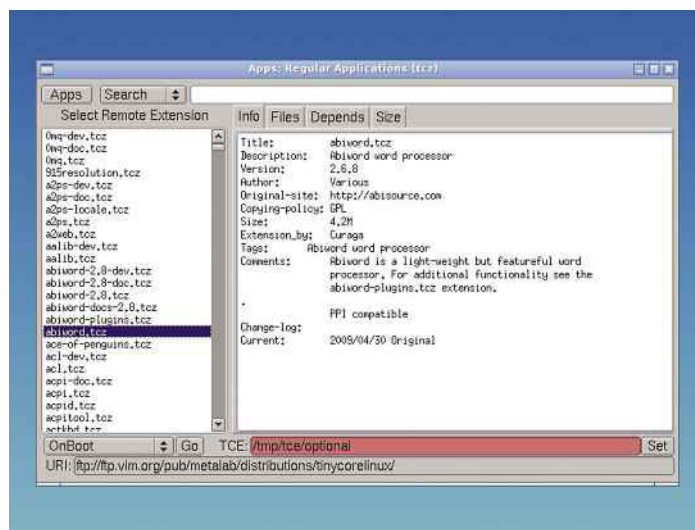 Apps: Regular Applications (tcz)
Apps Search
Select Remote Extension
Info Files Depends Size
0mq-dev.tcz
0mq-doc.tcz
0mq.tcz
915resolution.tcz
a2ps-dev.tcz
a2ps-doc.tcz
a2ps-locale.tcz
a2ps.tcz
a2web.tcz
aalib-dev.tcz
aalib.tcz
abiword-2.8-dev.tcz
abiword-2.8-doc.tcz
abiword-2.8.tcz
abiword-docs-2.8.tcz
abiword-plugins.tcz
abiword.tcz
ace-of-penguins.tcz
acl-dev.tcz
acl.tcz
acpi-doc.tcz
acpi.tcz
acpid.tcz
acpitool.tcz
actkbd.tcz
Title: abiword.tcz
Description: Abiword word processor
Version: 2.6.8
Author: Various
Original-site: http://abisource.com
Copying-policy: GPL
Size: 4.2M
Extension_by: Curaga
Tags: Abiword word processor
Comments: Abiword is a light-weight but featureful word
processor. For additional functionality see the
abiword-plugins.tcz extension.
.
PPI compatible
Change-log:
Current: 2009/04/30 Original
OnBoot Go TCE: /tmp/tce/optional Set
URI: ftp://ftp.vim.org/pub/metalab/distributions/tinycorelinux/